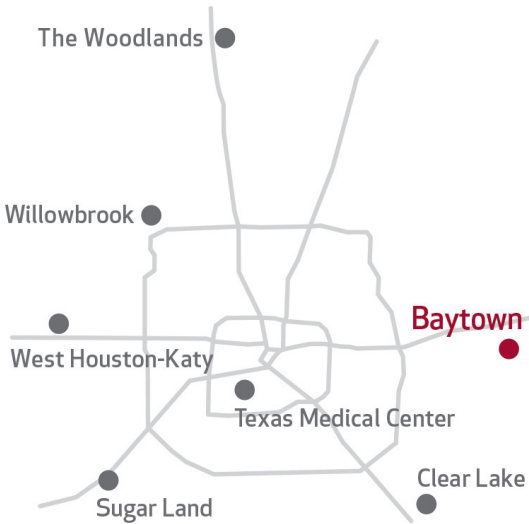 The Woodlands
Willowbrook
Baytown
West Houston-Katy
Texas Medical Center
Clear Lake
Sugar Land